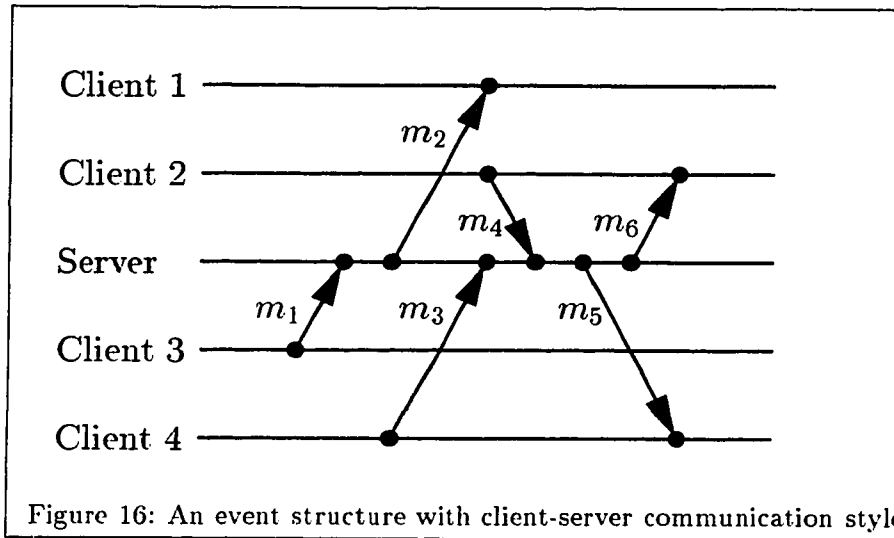 Client 1
m₂
Client 2
m₄
m₆
Server
m₁
m₃
m₅
Client 3
Client 4
Figure 16: An event structure with client-server communication style